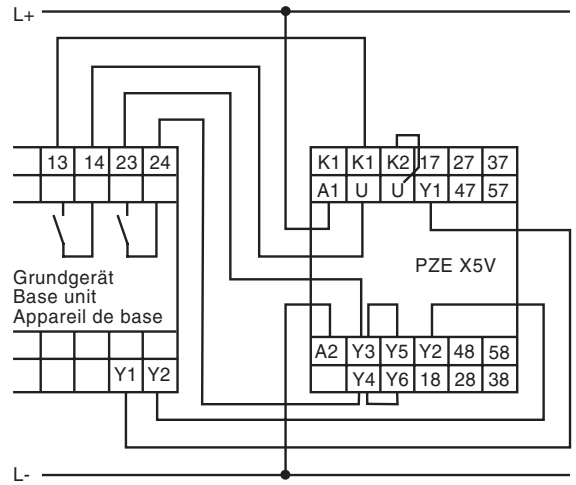 L+
13 14 23 24
K1 K1 K2 17 27 37
A1 U U Y1 47 57
PZE X5V
Grundgerät
Base unit
Appareil de base
A2 Y3 Y5 Y2 48 58
Y1 Y2
Y4 Y6 18 28 38
L-